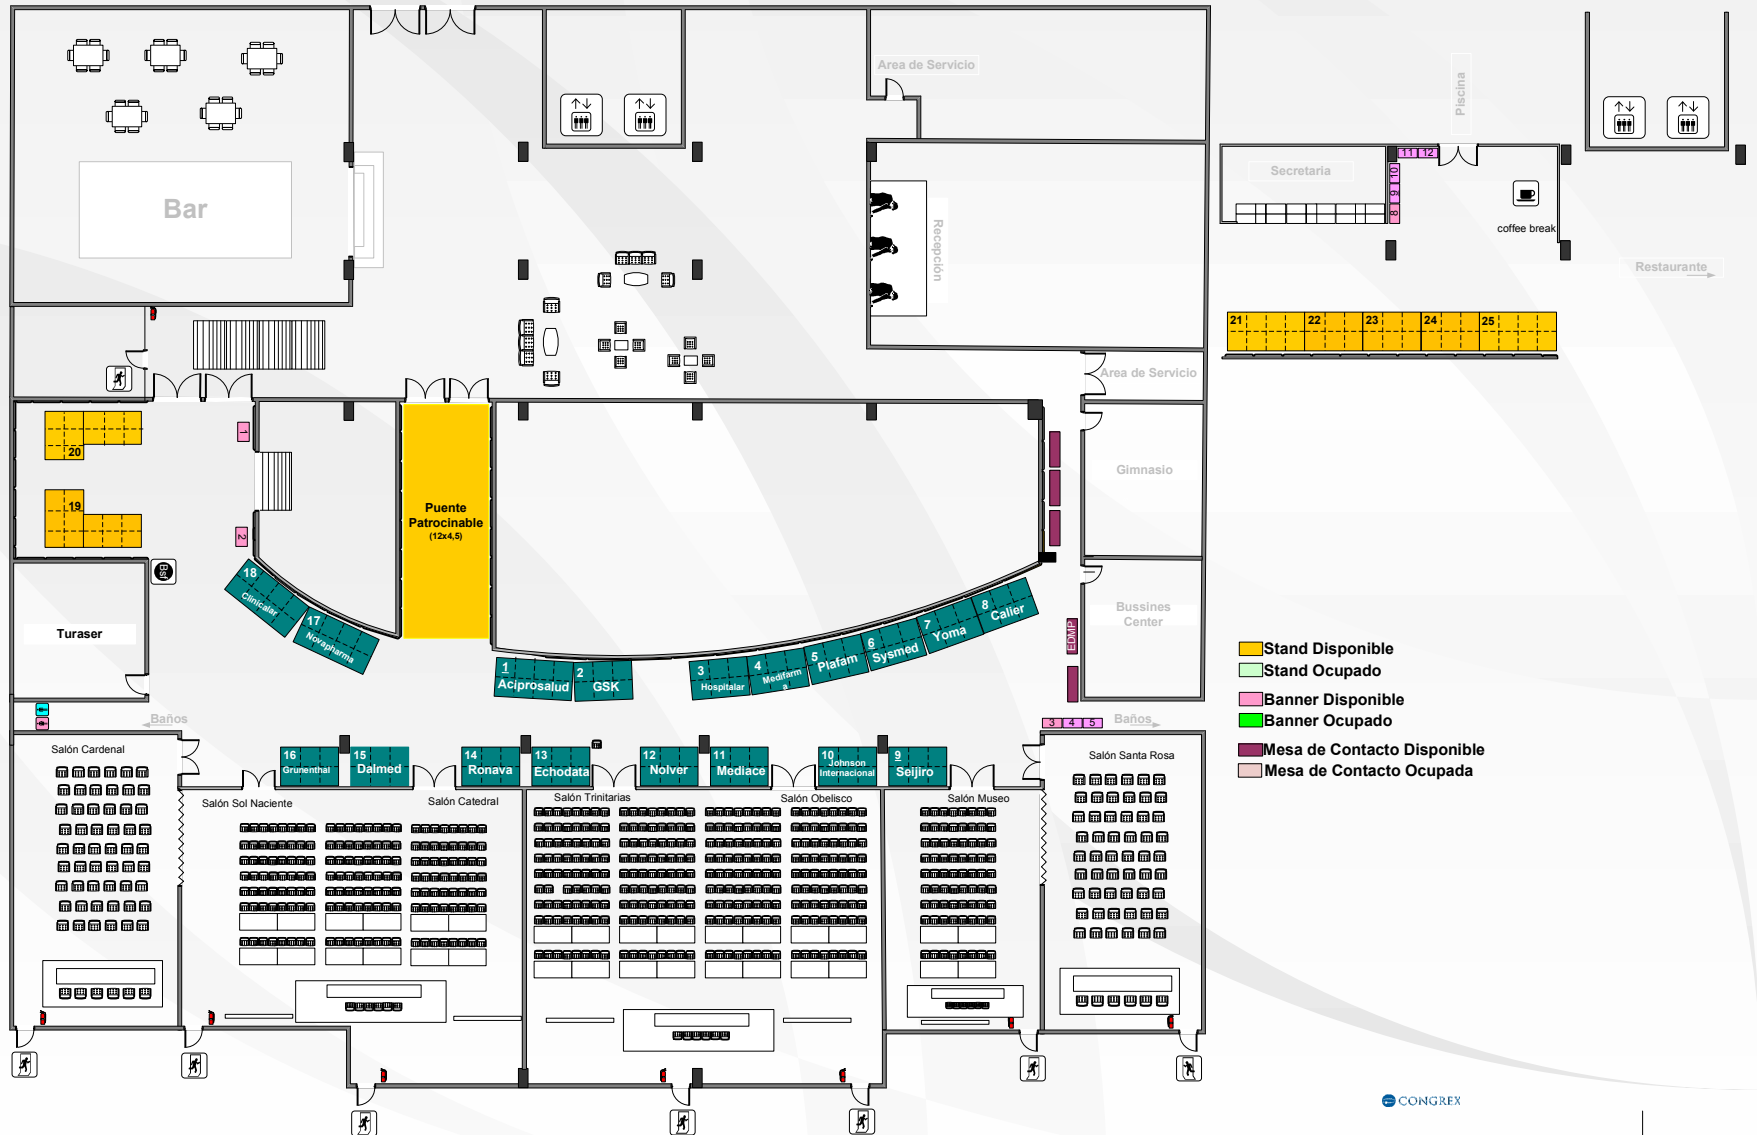 Area de Servicio
Piscina
Bar
Recepción
Secretaria
11 12
10
9
8
coffee break
Restaurante
21 22 23 24 25
Area de Servicio
20
1
19
2
Puente
Patrocinable
(12x4,5)
Gimnasio
Bussines
Center
18
Clinicalar
17
Novapharma
Turaser
1
Aciprosalud
2
GSK
3
Hospitalar
4
Medifarm
a
5
Plafam
6
Sysmed
7
Yoma
8
Calier
EDMP
Stand Disponible
Stand Ocupado
Banner Disponible
Banner Ocupado
Mesa de Contacto Disponible
Mesa de Contacto Ocupada
Baños
3 4 5
Baños
Salón Cardenal
16
Grunenthal
15
Dalmed
14
Ronava
13
Echodata
12
Nolver
11
Mediace
10
Johnson
Internacional
9
Seijiro
Salón Santa Rosa
Salón Sol Naciente
Salón Catedral
Salón Trinitarias
Salón Obelisco
Salón Museo
CONGREX